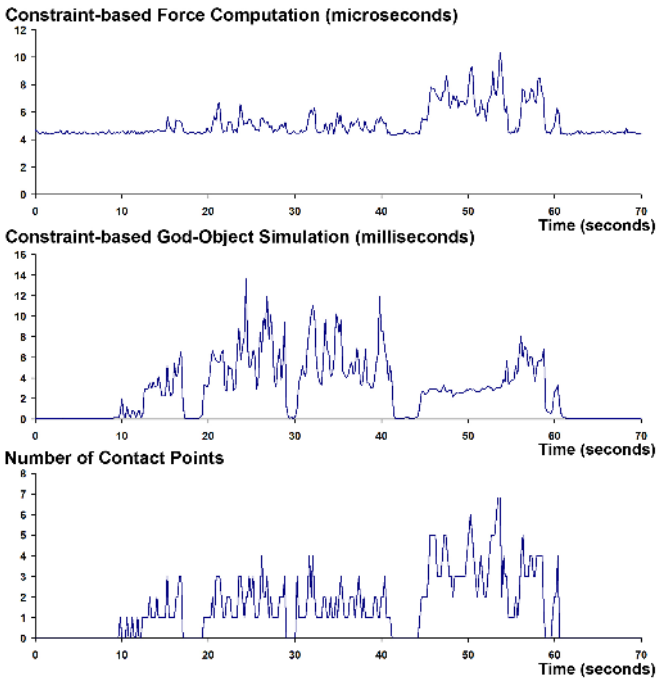 Constraint-based Force Computation (microseconds)
12
10
8
6
4
2
0
0 10 20 30 40 50 60 70
Time (seconds)
Constraint-based God-Object Simulation (milliseconds)
16
14
12
10
8
6
4
2
0
0 10 20 30 40 50 60 70
Time (seconds)
Number of Contact Points
8
7
6
5
4
3
2
1
0
0 10 20 30 40 50 60 70
Time (seconds)